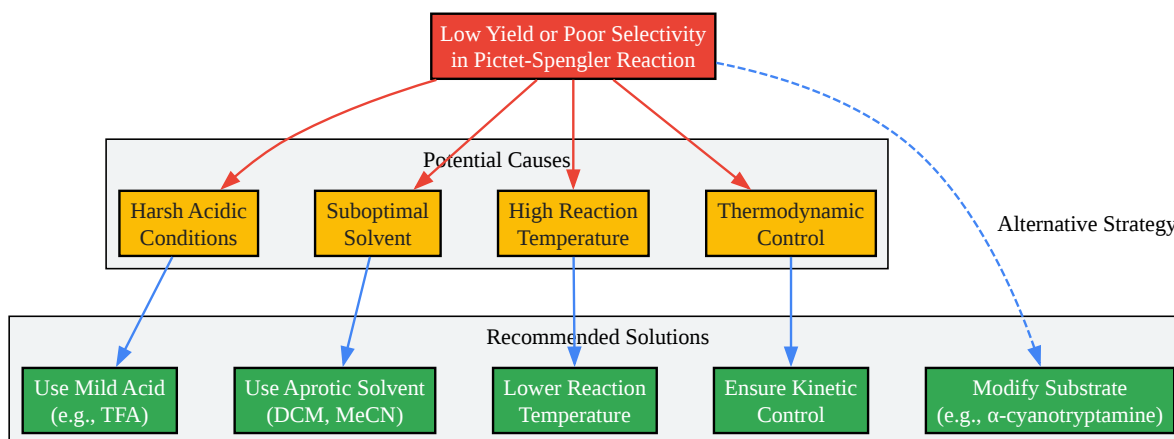 Low Yield or Poor Selectivity
in Pictet-Spengler Reaction
Potential Causes
Harsh Acidic
Conditions
Suboptimal
Solvent
High Reaction
Temperature
Thermodynamic
Control
Alternative Strategy
Recommended Solutions
Use Mild Acid
(e.g., TFA)
Use Aprotic Solvent
(DCM, MeCN)
Lower Reaction
Temperature
Ensure Kinetic
Control
Modify Substrate
(e.g., α-cyanotryptamine)